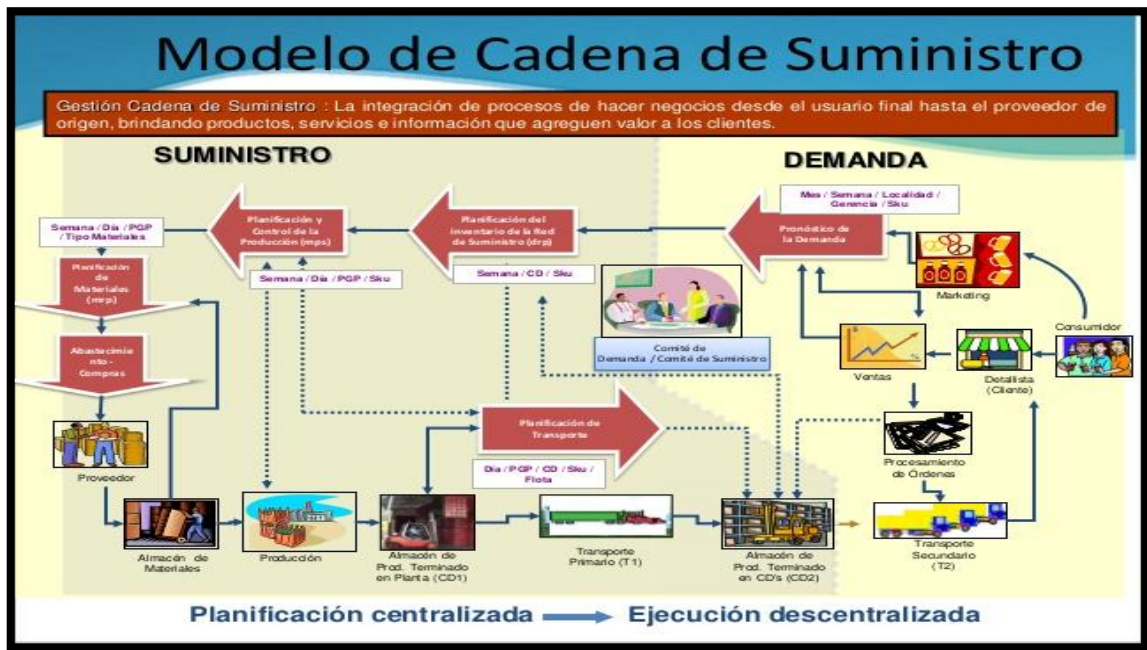 Modelo de Cadena de Suministro
Gestión Cadena de Suministro : La integración de procesos de hacer negocios desde el usuario final hasta el proveedor de
origen, brindando productos, servicios e información que agreguen valor a los clientes.
SUMINISTRO
DEMANDA
Semana / Día / PGP
/ Tipo Materiales
Planificación y
Control de la
Producción (mps)
Planificación del
inventario de la Red
de Suministro (drp)
Mes / Semana / Localidad /
Gerencia / Sku
Pronóstico de
la Demanda
Planificación
de
Materiales
(mrp)
Semana / Día / PGP / Sku
Semana / CD / Sku
Marketing
Consumidor
Abastecimie
nto -
Compras
Comité de
Demanda / Comité de Suministro
Ventas
Detallista
(Cliente)
Proveedor
Planificación de
Transporte
Día / PGP / CD / Sku /
Flota
Procesamiento
de Órdenes
Almacén de
Materiales
Producción
Almacén de
Prod. Terminado
en Planta (CD1)
Transporte
Primario (T1)
Almacén de
Prod. Terminado
en CD's (CD2)
Transporte
Secundario
(T2)
Planificación centralizada
Ejecución descentralizada